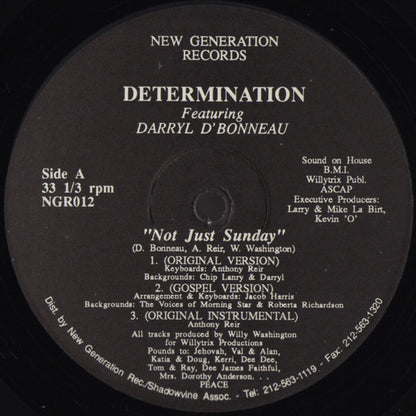 NEW GENERATION
RECORDS
DETERMINATION
Featuring
DARRYL D'BONNEAU
Side A
33 1/3 rpm
NGR012
Sound on House
B.M.I.
Willytrix Publ.
ASCAP
Executive Producers:
Larry & Mike La Birt,
Kevin 'O'
"Not Just Sunday"
(D. Bonneau, A. Reir, W. Washington)
1. (ORIGINAL VERSION)
Keyboards: Anthony Reir
Backgrounds: Chip Lanry & Darryl
2. (GOSPEL VERSION)
Arrangement & Keyboards: Jacob Harris
Backgrounds: The Voices of Morning Star & Roberta Richardson
3. (ORIGINAL INSTRUMENTAL)
Anthony Reir
All tracks produced by Willy Washington
for Willytrix Productions
Pounds to: Jehovah, Val & Alan,
Katia & Doug, Kerri, Dee Dee,
Tom & Ray, Dee James Faithful,
Mrs. Dorothy Anderson. . .
PEACE
Dist. by New Generation Rec./Shadowvine Assoc. - Tel: 212-563-1119 - Fax: 212-563-1320